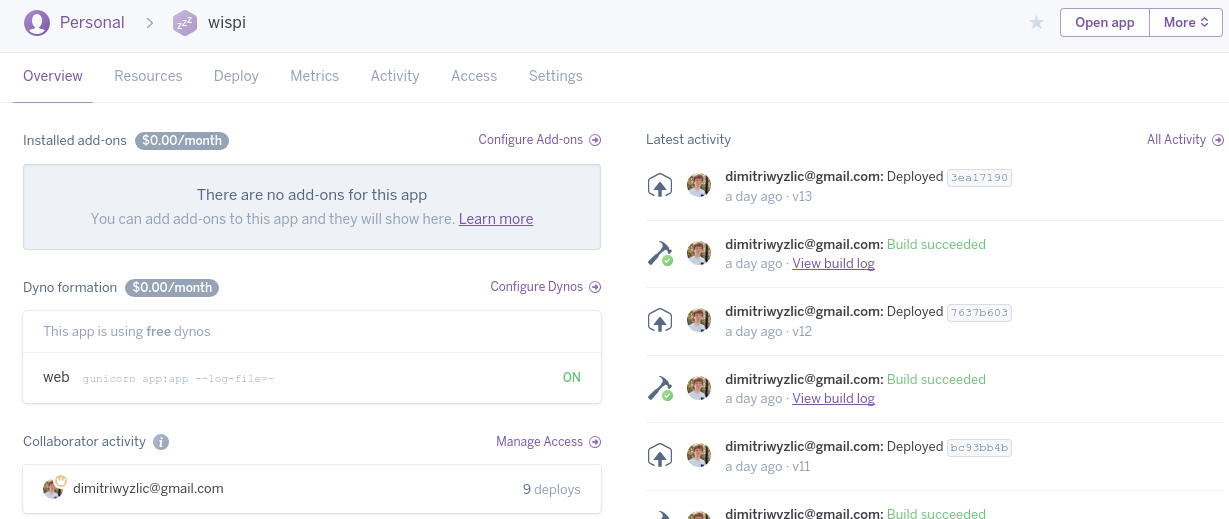 Personal > wispi
Open app More
Overview Resources Deploy Metrics Activity Access Settings
Installed add-ons $0.00/month Configure Add-ons
There are no add-ons for this app
You can add add-ons to this app and they will show here. Learn more
Dyno formation $0.00/month Configure Dynos
This app is using free dynos
web gunicorn app:app --log-file=- ON
Collaborator activity i Manage Access
dimitriwyzlic@gmail.com 9 deploys
Latest activity All Activity
dimitriwyzlic@gmail.com: Deployed 3ea17190
a day ago · v13
dimitriwyzlic@gmail.com: Build succeeded
a day ago · View build log
dimitriwyzlic@gmail.com: Deployed 7637b603
a day ago · v12
dimitriwyzlic@gmail.com: Build succeeded
a day ago · View build log
dimitriwyzlic@gmail.com: Deployed bc93bb4b
a day ago · v11
dimitriwyzlic@gmail.com: Build succeeded